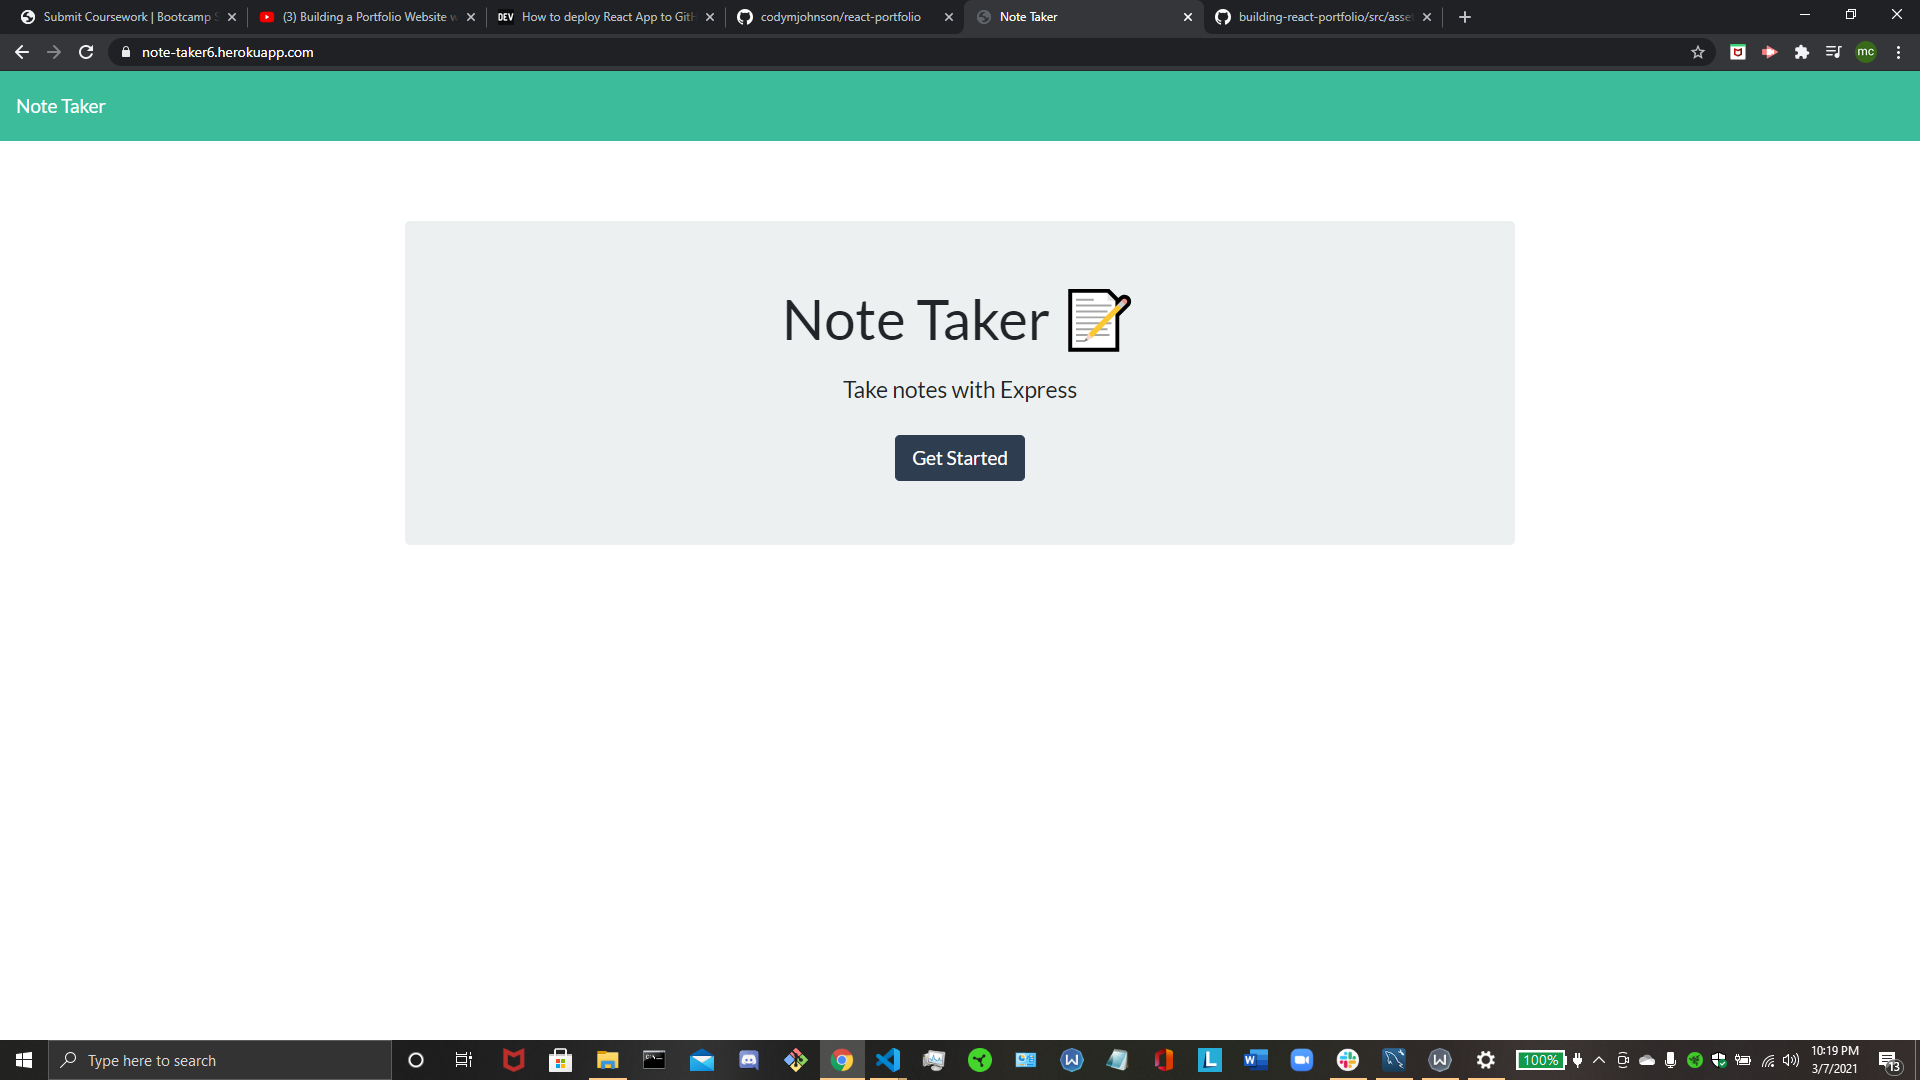 Submit Coursework | Bootcamp S
(3) Building a Portfolio Website w
DEV How to deploy React App to GitH
codymjohnson/react-portfolio
Note Taker
building-react-portfolio/src/asse
note-taker6.herokuapp.com
mc
Note Taker
Note Taker
Take notes with Express
Get Started
Type here to search
100%
10:19 PM
3/7/2021
13